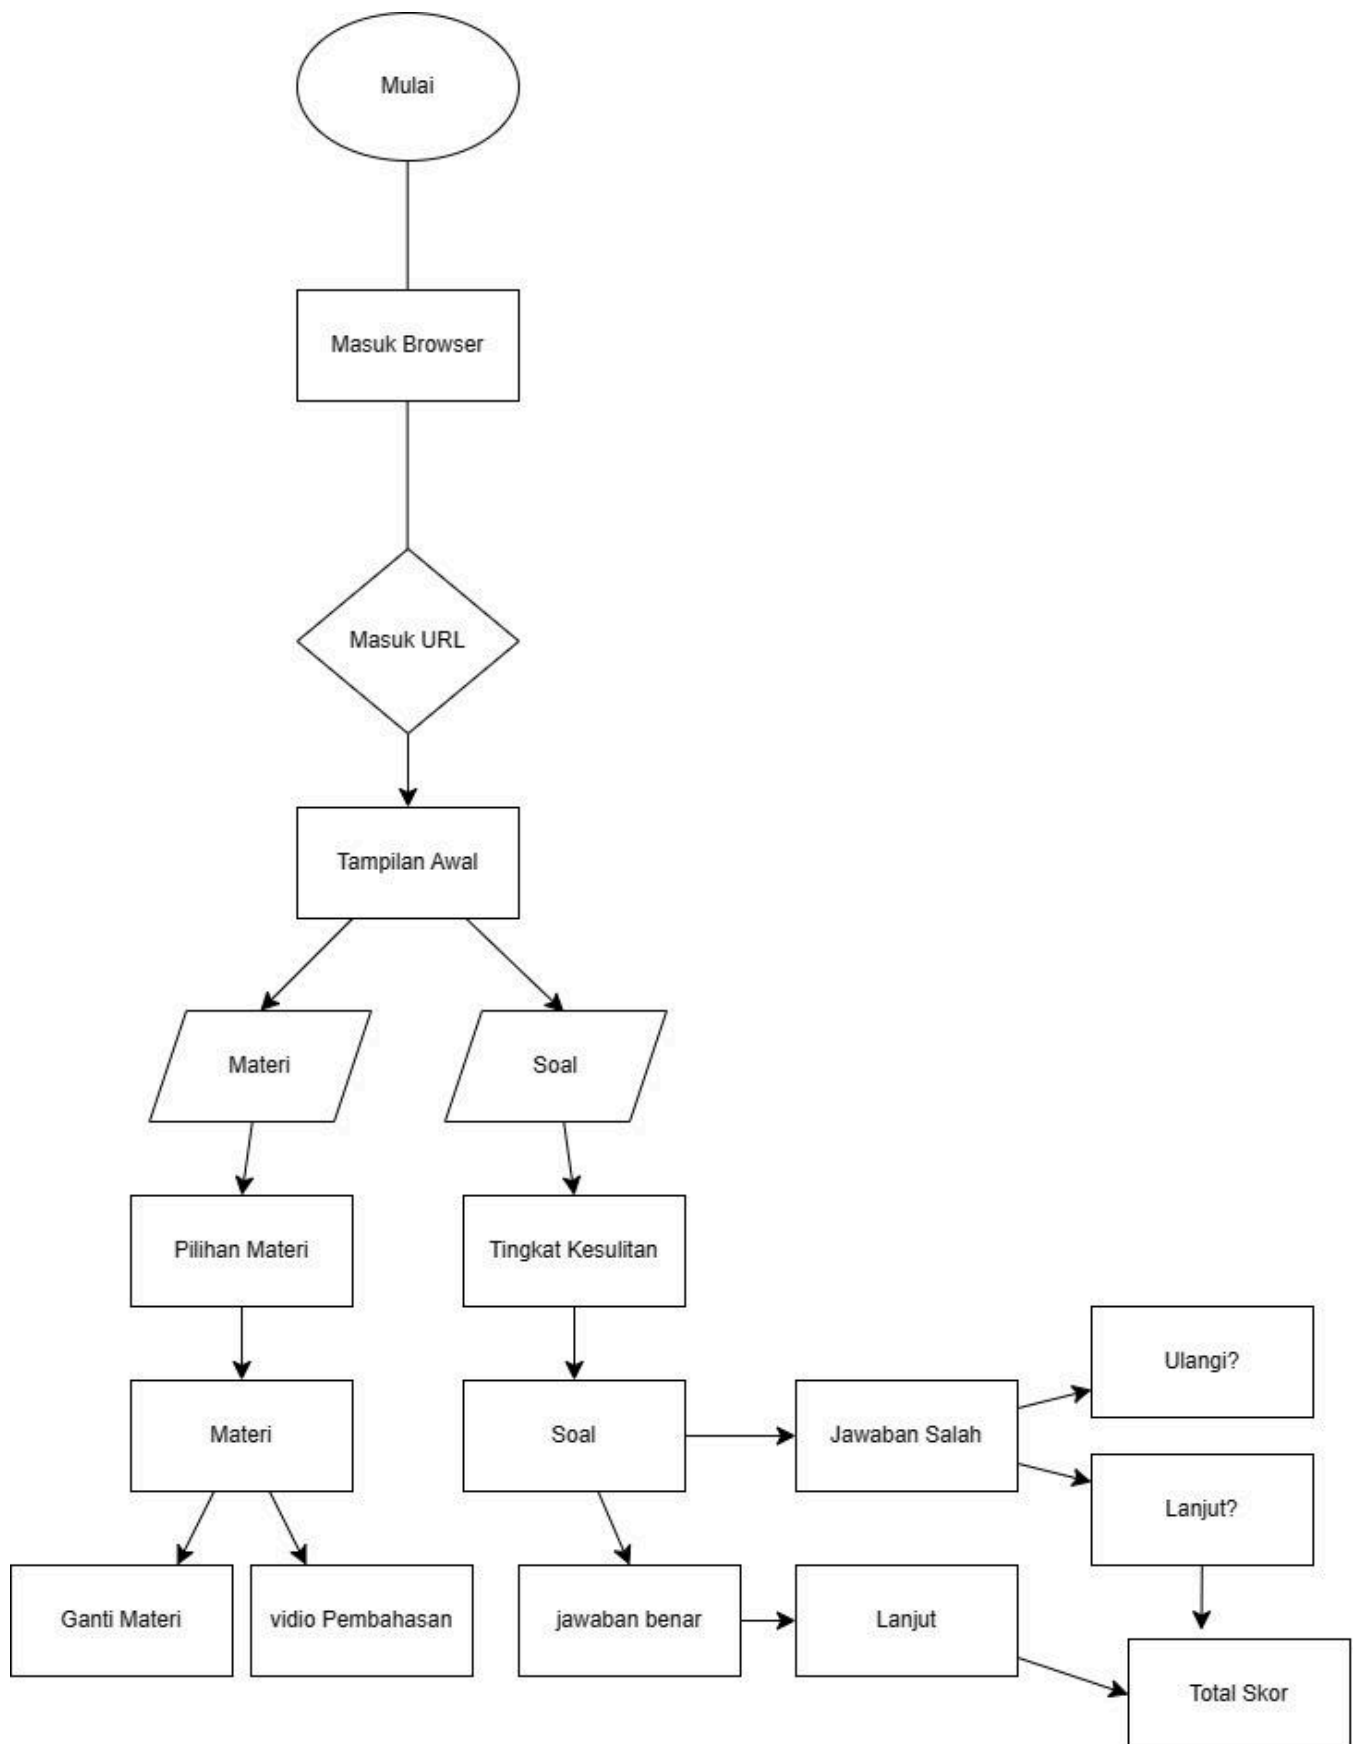 Mulai
Masuk Browser
Masuk URL
Tampilan Awal
Materi
Soal
Pilihan Materi
Tingkat Kesulitan
Ulangi?
Materi
Soal
Jawaban Salah
Lanjut?
Ganti Materi
vidio Pembahasan
jawaban benar
Lanjut
Total Skor